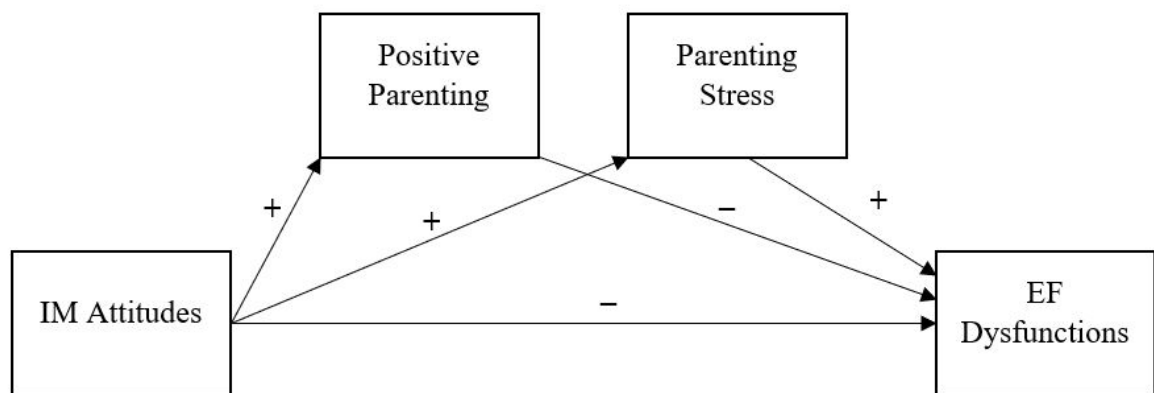 Positive
Parenting
Parenting
Stress
+
+
−
+
−
IM Attitudes
EF
Dysfunctions